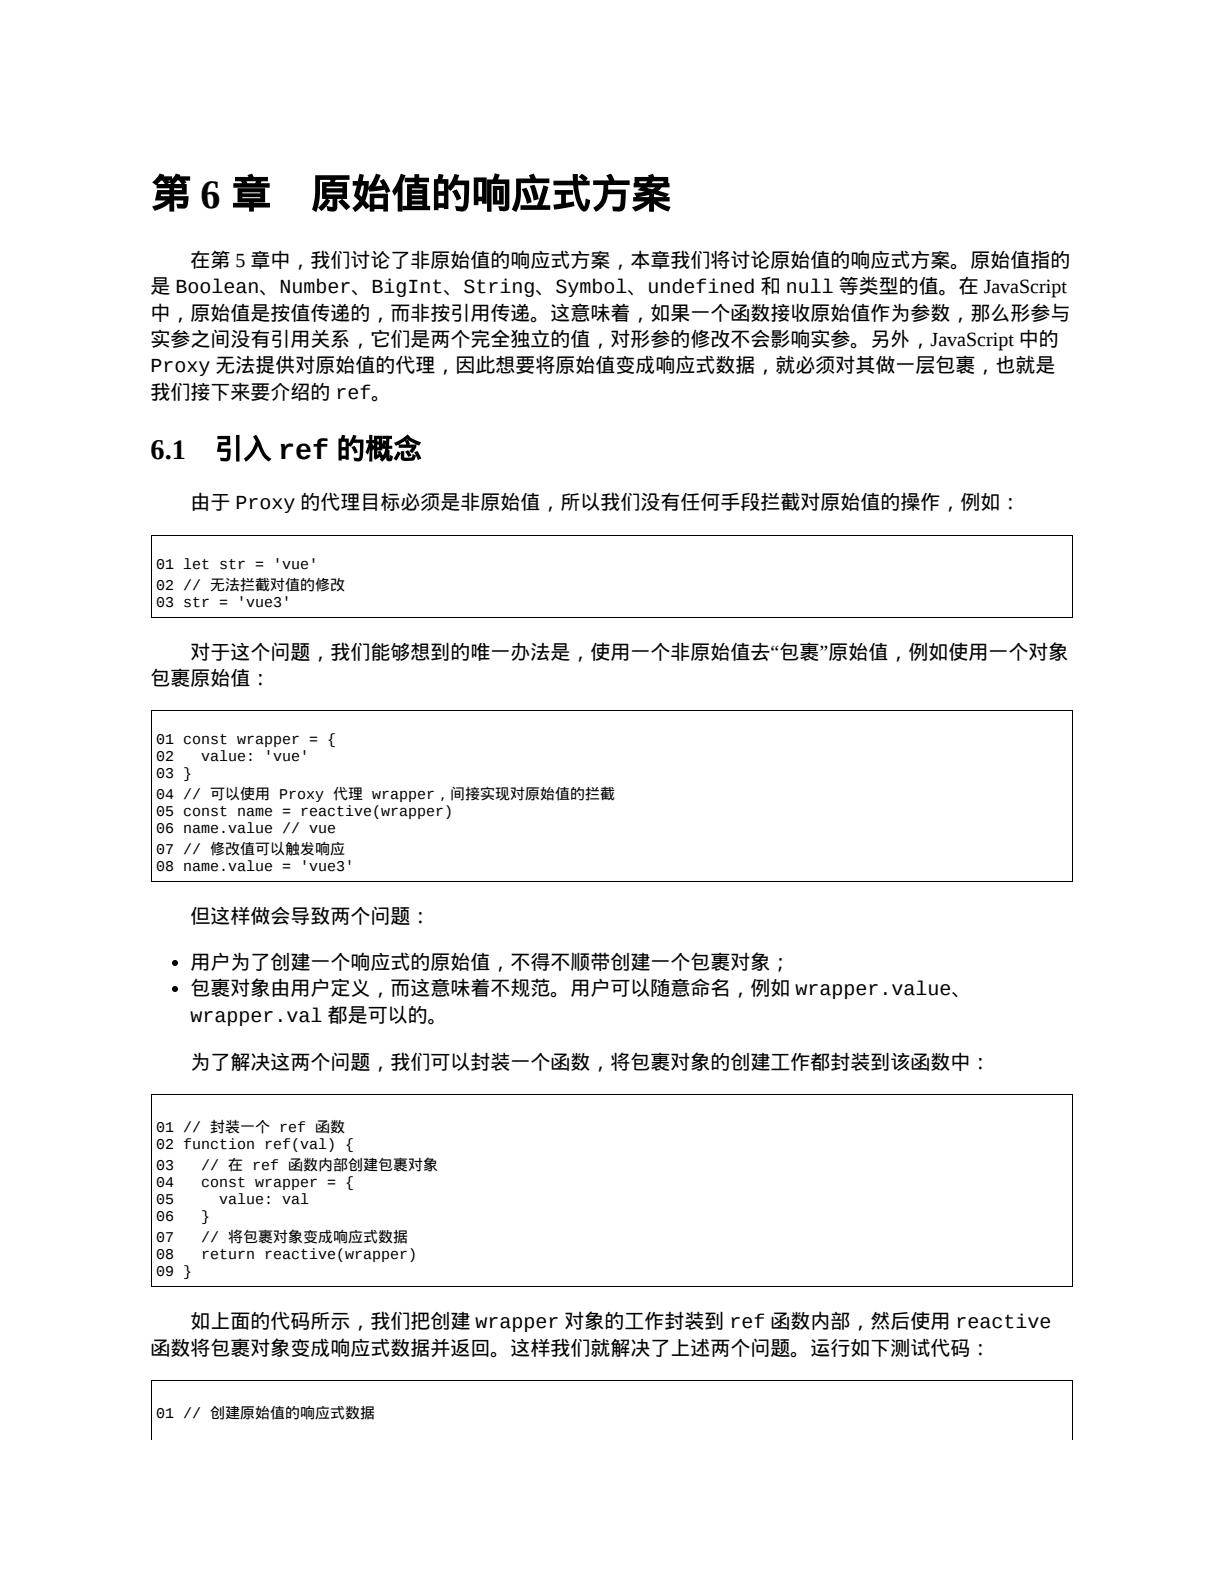 第 6 章　原始值的响应式方案
在第 5 章中，我们讨论了非原始值的响应式方案，本章我们将讨论原始值的响应式方案。原始值指的
是 Boolean、Number、BigInt、String、Symbol、undefined 和 null 等类型的值。在 JavaScript
中，原始值是按值传递的，而非按引用传递。这意味着，如果一个函数接收原始值作为参数，那么形参与
实参之间没有引用关系，它们是两个完全独立的值，对形参的修改不会影响实参。另外，JavaScript 中的
Proxy 无法提供对原始值的代理，因此想要将原始值变成响应式数据，就必须对其做一层包裹，也就是
我们接下来要介绍的 ref。
6.1　引入 ref 的概念
由于 Proxy 的代理目标必须是非原始值，所以我们没有任何手段拦截对原始值的操作，例如：
01 let str = 'vue'
02 // 无法拦截对值的修改
03 str = 'vue3'
对于这个问题，我们能够想到的唯一办法是，使用一个非原始值去“包裹”原始值，例如使用一个对象
包裹原始值：
01 const wrapper = {
02   value: 'vue'
03 }
04 // 可以使用 Proxy 代理 wrapper，间接实现对原始值的拦截
05 const name = reactive(wrapper)
06 name.value // vue
07 // 修改值可以触发响应
08 name.value = 'vue3'
但这样做会导致两个问题：
• 用户为了创建一个响应式的原始值，不得不顺带创建一个包裹对象；
• 包裹对象由用户定义，而这意味着不规范。用户可以随意命名，例如 wrapper.value、
wrapper.val 都是可以的。
为了解决这两个问题，我们可以封装一个函数，将包裹对象的创建工作都封装到该函数中：
01 // 封装一个 ref 函数
02 function ref(val) {
03   // 在 ref 函数内部创建包裹对象
04   const wrapper = {
05     value: val
06   }
07   // 将包裹对象变成响应式数据
08   return reactive(wrapper)
09 }
如上面的代码所示，我们把创建 wrapper 对象的工作封装到 ref 函数内部，然后使用 reactive
函数将包裹对象变成响应式数据并返回。这样我们就解决了上述两个问题。运行如下测试代码：
01 // 创建原始值的响应式数据